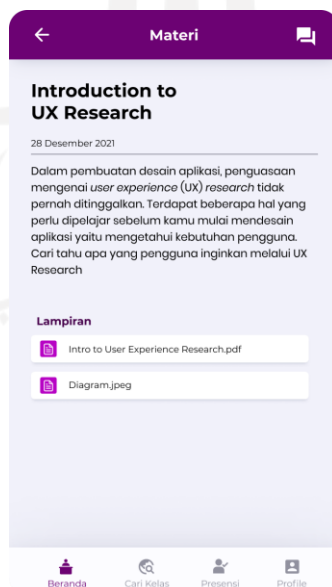 Materi
Introduction to
UX Research
28 Desember 2021
Dalam pembuatan desain aplikasi, penguasaan
mengenai user experience (UX) research tidak
pernah ditinggalkan. Terdapat beberapa hal yang
perlu dipelajar sebelum kamu mulai mendesain
aplikasi yaitu mengetahui kebutuhan pengguna.
Cari tahu apa yang pengguna inginkan melalui UX
Research
Lampiran
Intro to User Experience Research.pdf
Diagram.jpeg
Beranda Cari Kelas Presensi Profile